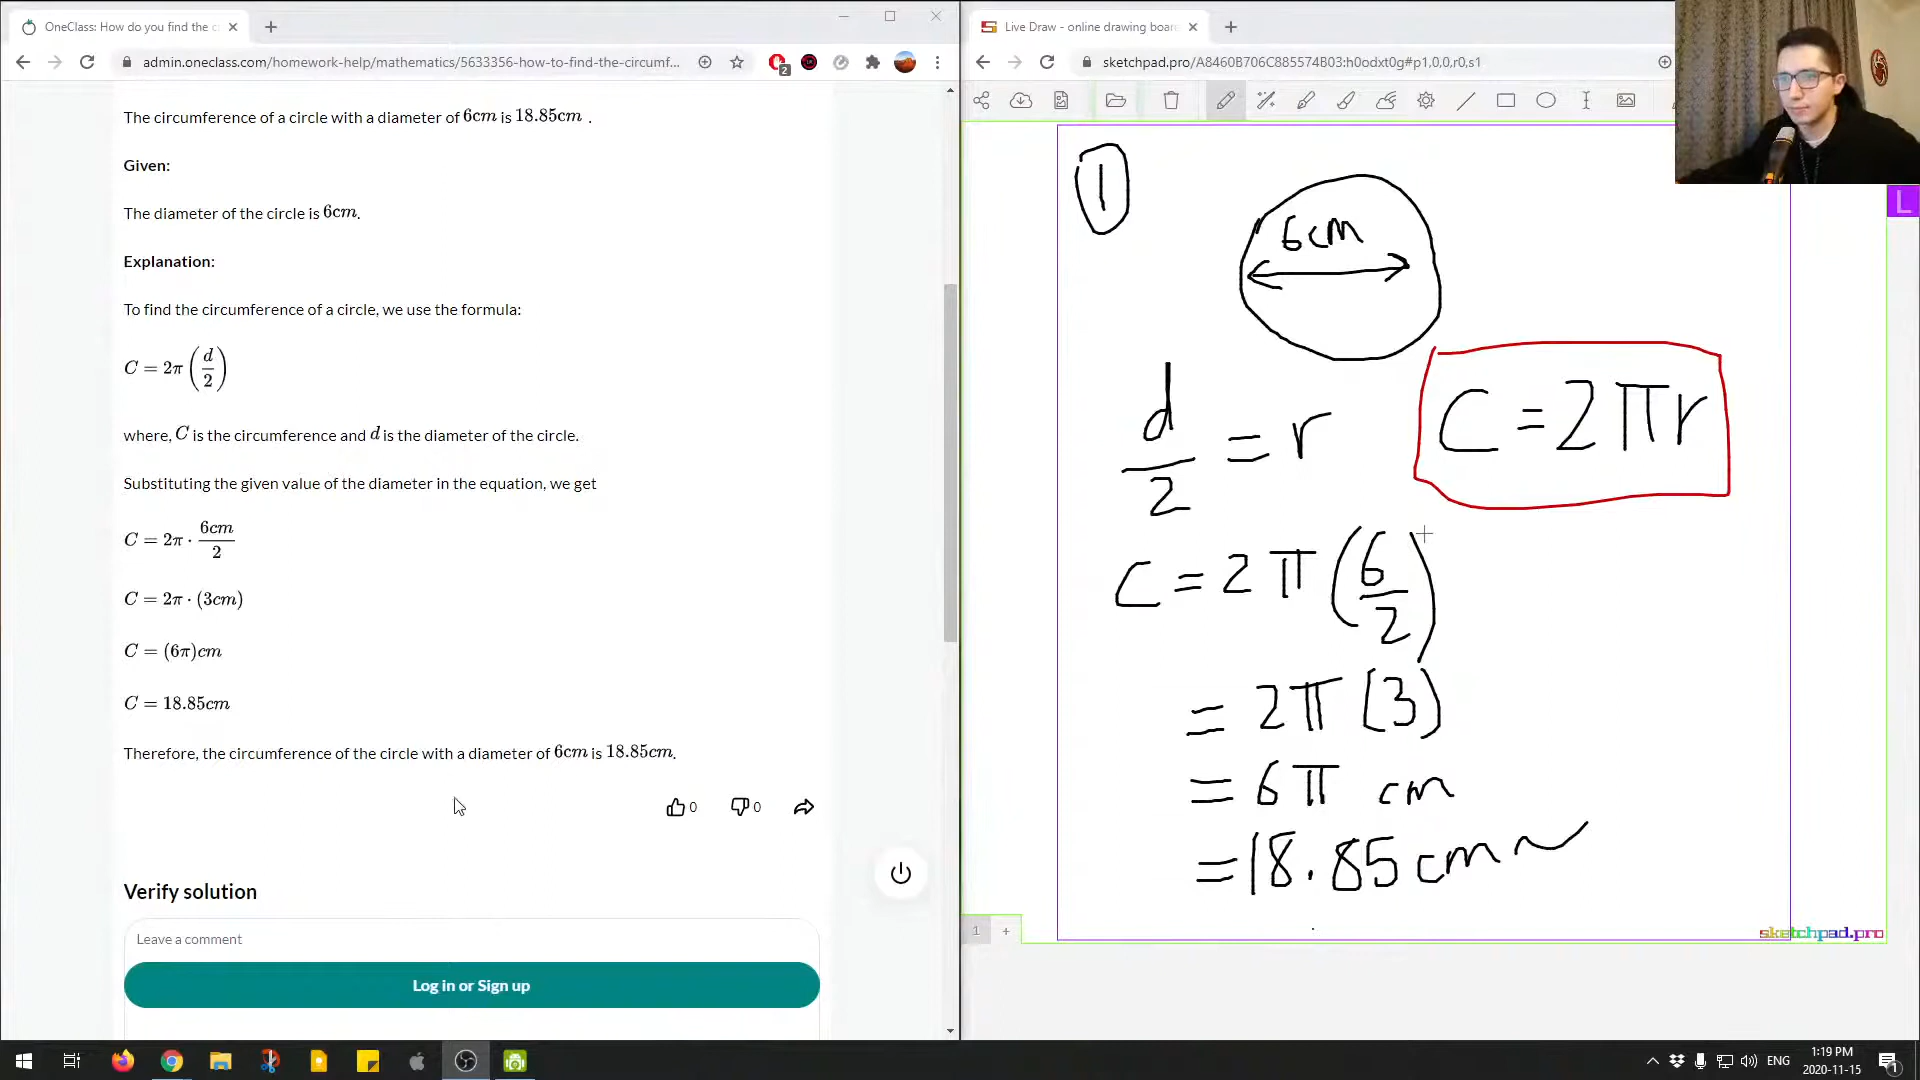 OneClass: How do you find the c
admin.oneclass.com/homework-help/mathematics/5633356-how-to-find-the-circumf...
2
The circumference of a circle with a diameter of 6cm is 18.85cm .
Given:
The diameter of the circle is 6cm.
Explanation:
To find the circumference of a circle, we use the formula:
C = 2π (d/2)
where, C is the circumference and d is the diameter of the circle.
Substituting the given value of the diameter in the equation, we get
C = 2π · 6cm/2
C = 2π · (3cm)
C = (6π)cm
C = 18.85cm
Therefore, the circumference of the circle with a diameter of 6cm is 18.85cm.
0 0
Verify solution
Leave a comment
Log in or Sign up
Live Draw - online drawing boar
sketchpad.pro/A8460B706C885574B03:h0odxt0g#p1,0,0,r0,s1
L
1
6cm
d/2 = r
C = 2πr
C = 2π (6/2)
= 2π (3)
= 6π cm
= 18.85 cm
1 +
sketchpad.pro
ENG
1:19 PM
2020-11-15
1